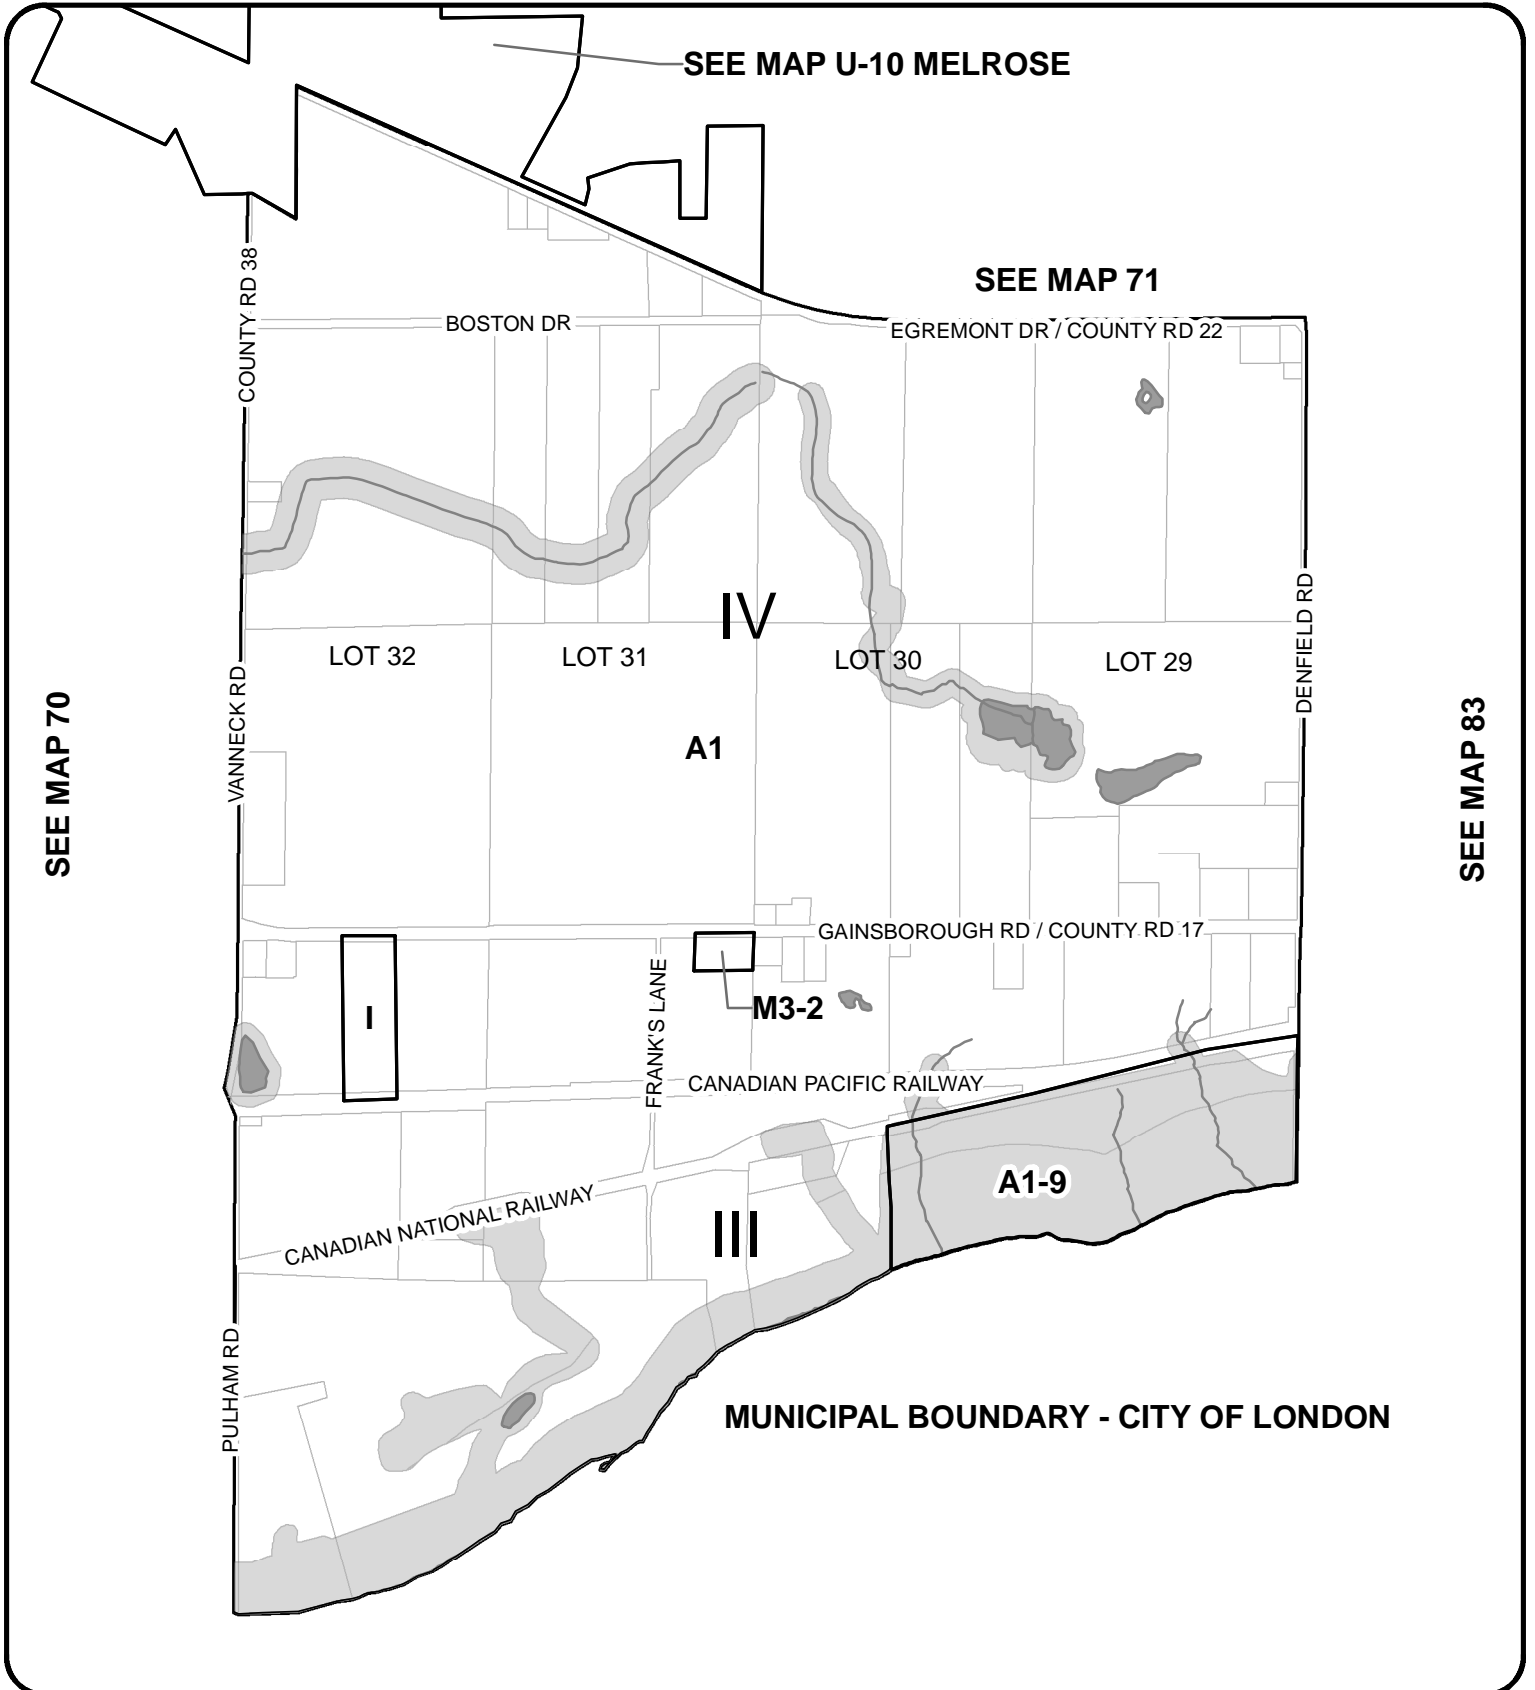 SEE MAP U-10 MELROSE
SEE MAP 71
COUNTY RD 38
BOSTON DR
EGREMONT DR / COUNTY RD 22
IV
LOT 32
LOT 31
LOT 30
LOT 29
DENFIELD RD
VANNECK RD
SEE MAP 70
SEE MAP 83
A1
GAINSBOROUGH RD / COUNTY RD 17
I
M3-2
FRANK'S LANE
CANADIAN PACIFIC RAILWAY
A1-9
CANADIAN NATIONAL RAILWAY
III
PULHAM RD
MUNICIPAL BOUNDARY - CITY OF LONDON